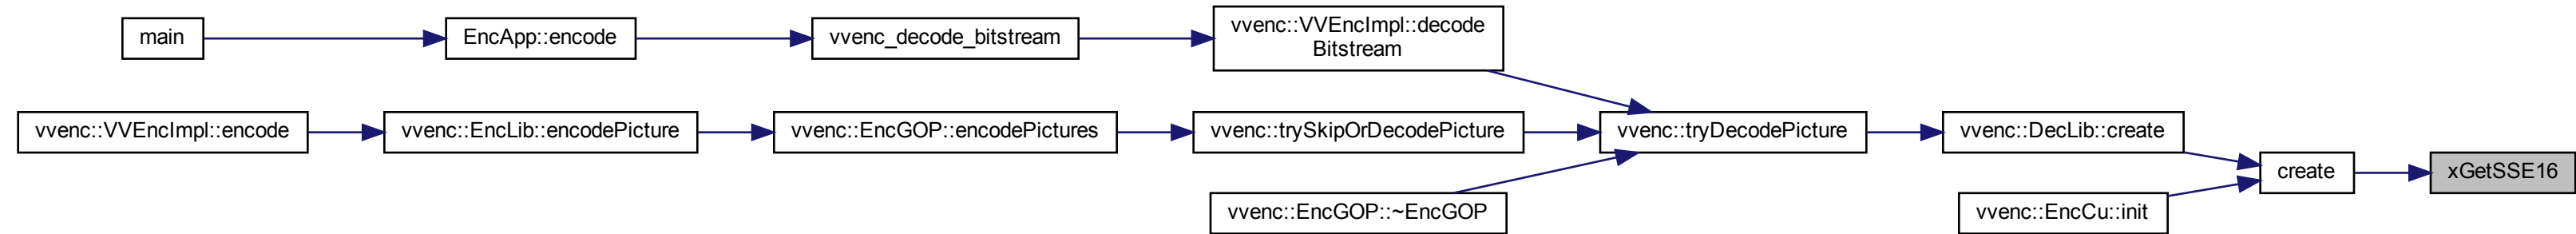 main
EncApp::encode
vvenc_decode_bitstream
vvenc::VVEncImpl::decode
Bitstream
vvenc::VVEncImpl::encode
vvenc::EncLib::encodePicture
vvenc::EncGOP::encodePictures
vvenc::trySkipOrDecodePicture
vvenc::tryDecodePicture
vvenc::DecLib::create
create
xGetSSE16
vvenc::EncGOP::~EncGOP
vvenc::EncCu::init